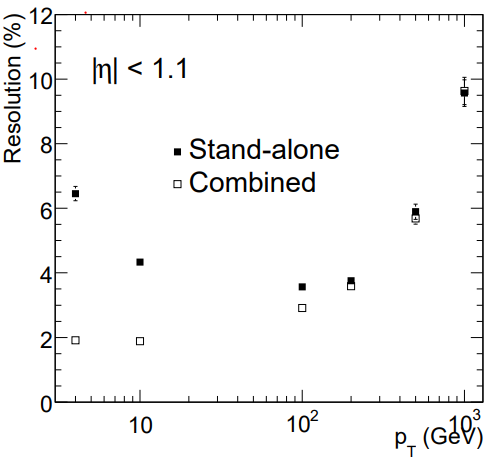 Resolution (%)
12
10
8
6
4
2
0
|η| < 1.1
Stand-alone
Combined
10
10²
10³
p_T (GeV)